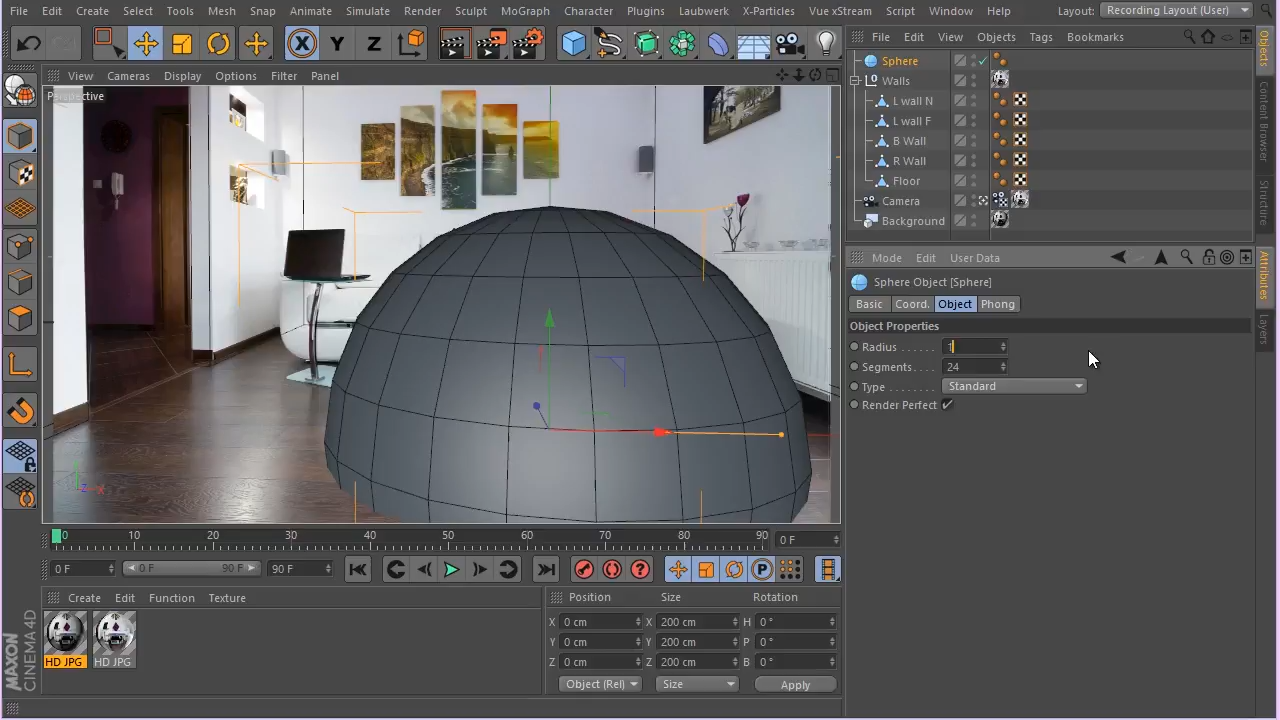 File Edit Create Select Tools Mesh Snap Animate Simulate Render Sculpt MoGraph Character Plugins Laubwerk X-Particles Vue xStream Script Window Help Layout: Recording Layout (User)
X Y Z
View Cameras Display Options Filter Panel
Perspective
File Edit View Objects Tags Bookmarks
Sphere
Walls
L wall N
L wall F
B Wall
R Wall
Floor
Camera
Background
Objects
Content Browser
Structure
Mode Edit User Data
Sphere Object [Sphere]
Basic Coord. Object Phong
Object Properties
Radius . . . . . . 1
Segments . . . . 24
Type . . . . . . . . Standard
Render Perfect
Attributes
Layers
0 10 20 30 40 50 60 70 80 90 0 F
0 F 0 F 90 F 90 F
Create Edit Function Texture
HD JPG HD JPG
Position Size Rotation
X 0 cm X 200 cm H 0 °
Y 0 cm Y 200 cm P 0 °
Z 0 cm Z 200 cm B 0 °
Object (Rel) Size Apply
MAXON
CINEMA 4D